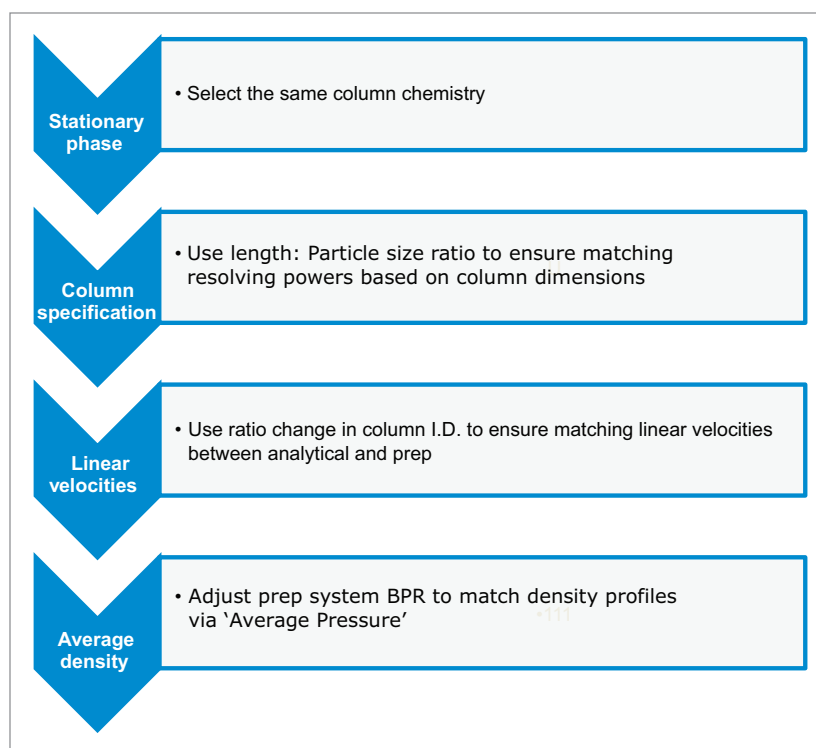 Stationary
phase
• Select the same column chemistry
Column
specification
• Use length: Particle size ratio to ensure matching
resolving powers based on column dimensions
Linear
velocities
• Use ratio change in column I.D. to ensure matching linear velocities
between analytical and prep
Average
density
• Adjust prep system BPR to match density profiles
via ‘Average Pressure’
•111